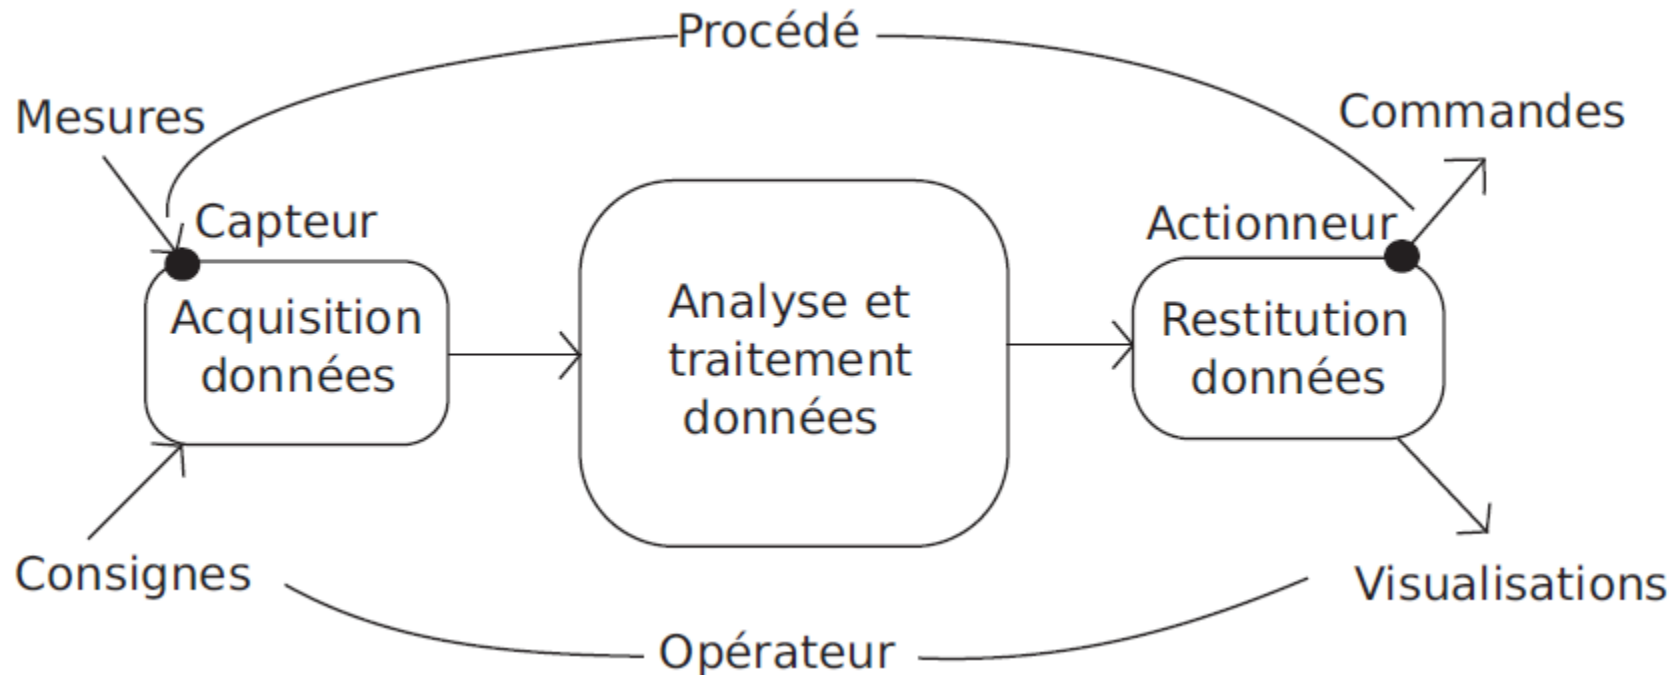 Procédé
Mesures
Commandes
Capteur
Actionneur
Acquisition
données
Analyse et
traitement
données
Restitution
données
Consignes
Visualisations
Opérateur